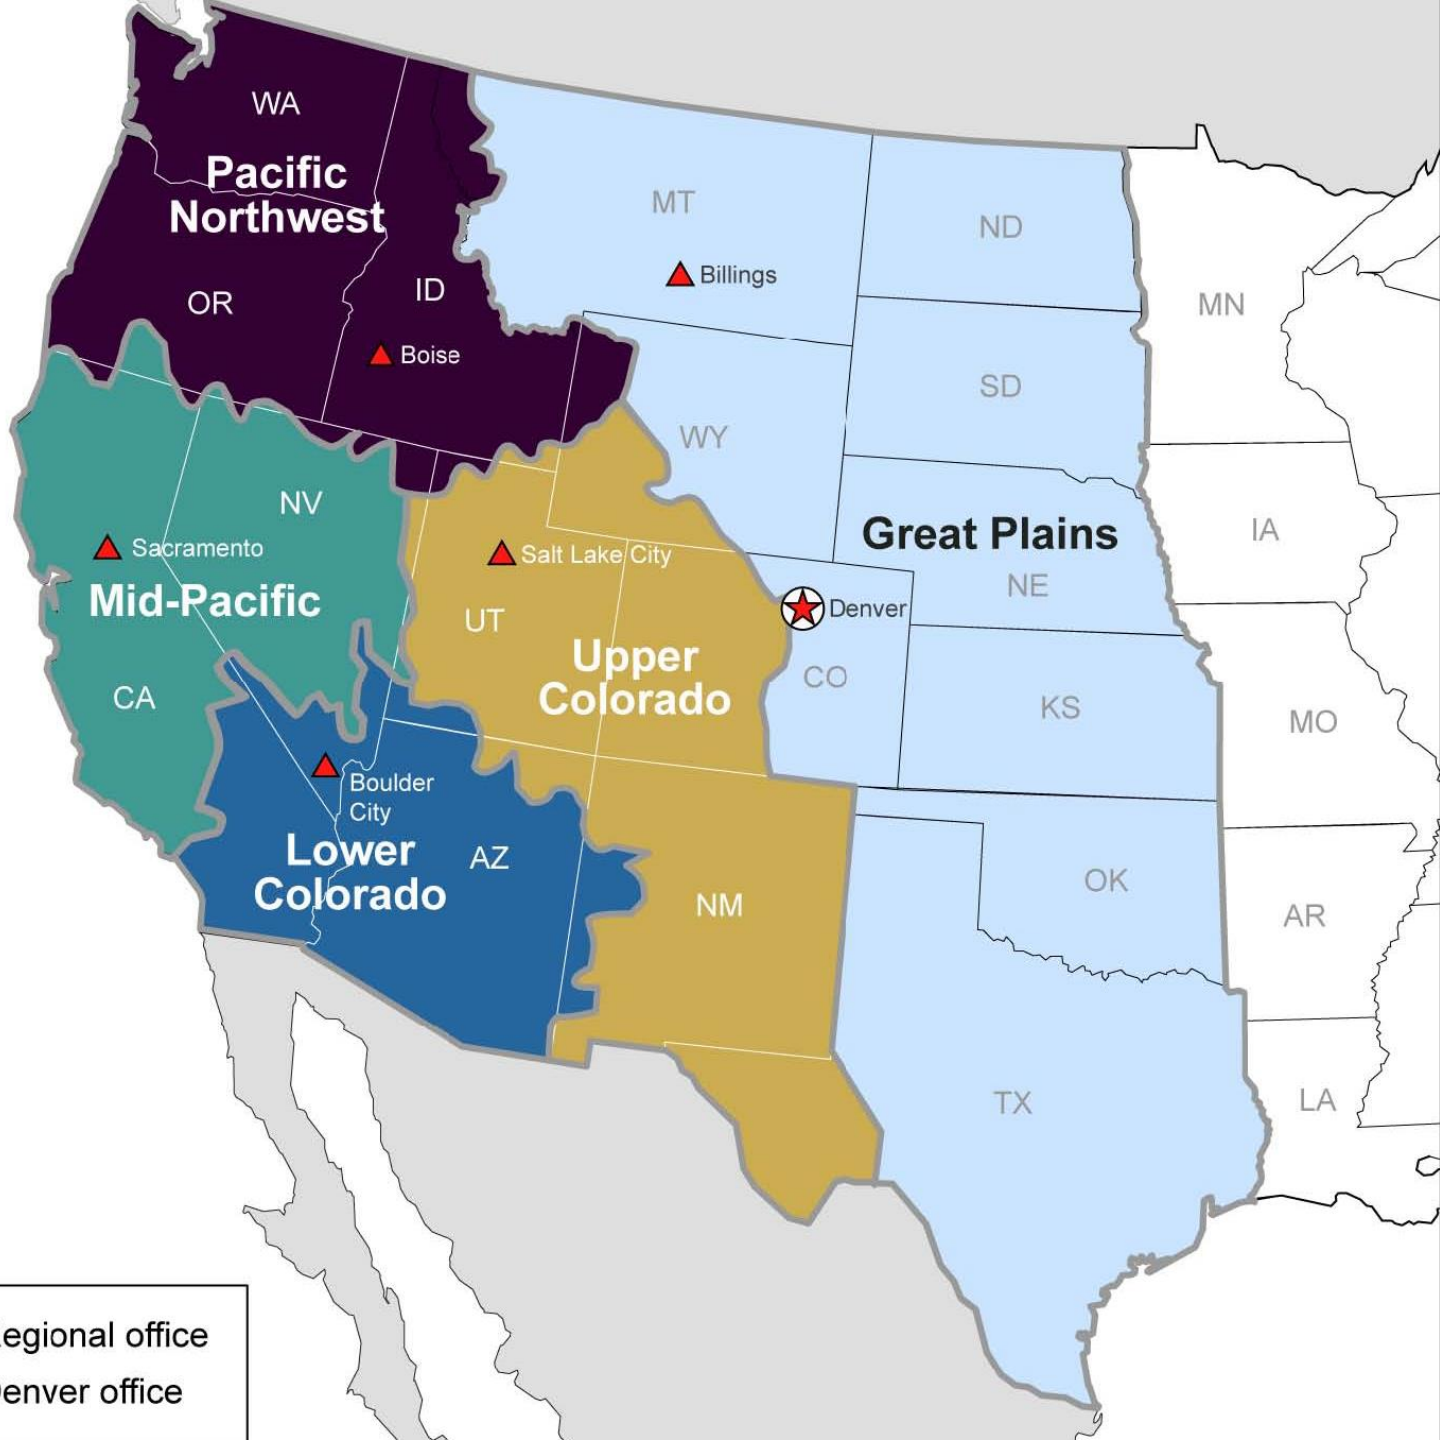 WA
Pacific
Northwest
MT
ND
Billings
ID
OR
MN
Boise
SD
WY
NV
Great Plains
IA
Sacramento
Salt Lake City
NE
Mid-Pacific
Denver
UT
Upper
Colorado
CO
CA
KS
MO
Boulder
City
Lower
Colorado
AZ
OK
NM
AR
TX
LA
egional office
enver office